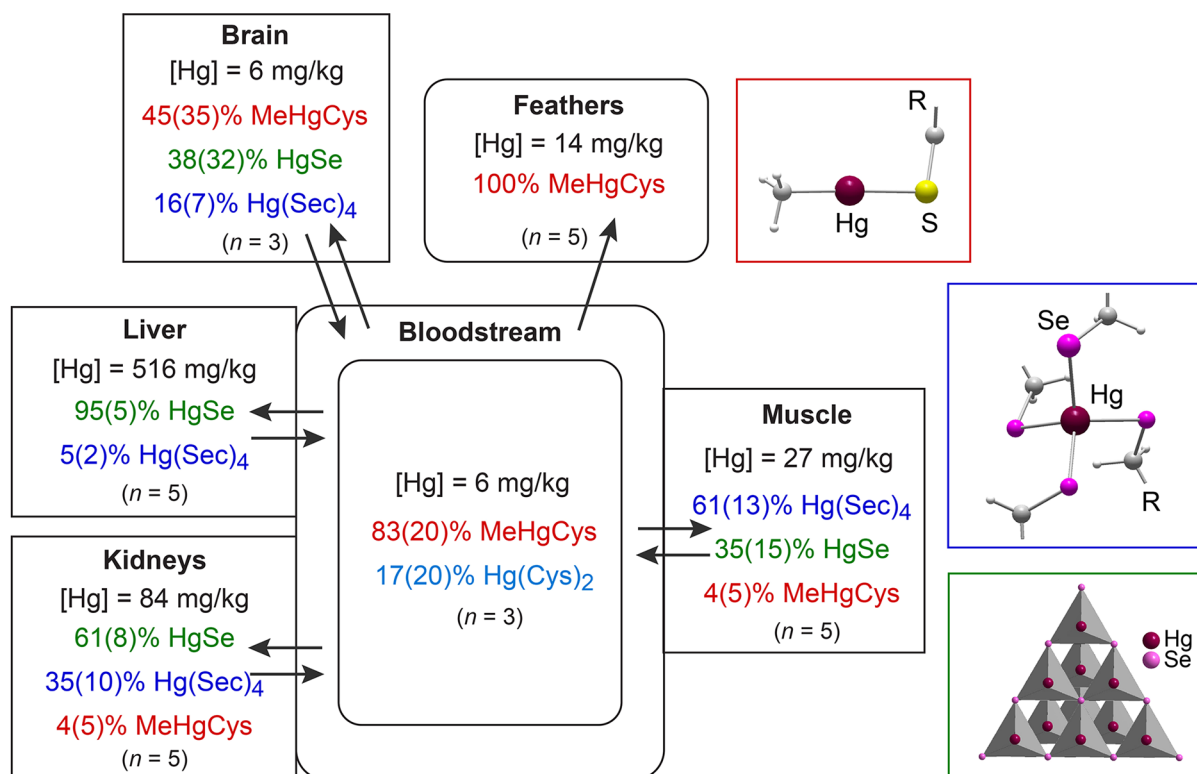 Brain
[Hg] = 6 mg/kg
45(35)% MeHgCys
38(32)% HgSe
16(7)% Hg(Sec)4
(n = 3)
Feathers
[Hg] = 14 mg/kg
100% MeHgCys
(n = 5)
R
Hg
S
Liver
[Hg] = 516 mg/kg
95(5)% HgSe
5(2)% Hg(Sec)4
(n = 5)
Bloodstream
[Hg] = 6 mg/kg
83(20)% MeHgCys
17(20)% Hg(Cys)2
(n = 3)
Muscle
[Hg] = 27 mg/kg
61(13)% Hg(Sec)4
35(15)% HgSe
4(5)% MeHgCys
(n = 5)
Se
Hg
R
Kidneys
[Hg] = 84 mg/kg
61(8)% HgSe
35(10)% Hg(Sec)4
4(5)% MeHgCys
(n = 5)
Hg
Se